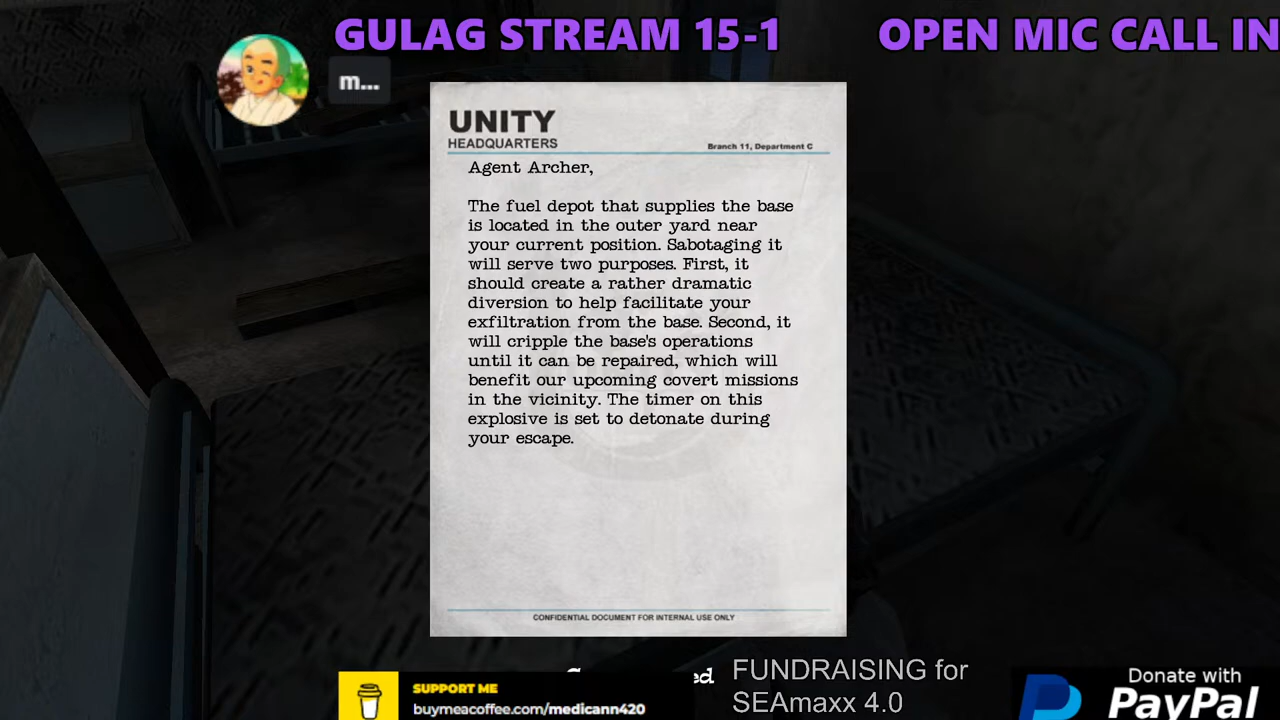 GULAG STREAM 15-1 OPEN MIC CALL IN
m...
UNITY
HEADQUARTERS
Branch 11, Department C
Agent Archer,
The fuel depot that supplies the base
is located in the outer yard near
your current position. Sabotaging it
will serve two purposes. First, it
should create a rather dramatic
diversion to help facilitate your
exfiltration from the base. Second, it
will cripple the base's operations
until it can be repaired, which will
benefit our upcoming covert missions
in the vicinity. The timer on this
explosive is set to detonate during
your escape.
CONFIDENTIAL DOCUMENT FOR INTERNAL USE ONLY
SUPPORT ME
buymeacoffee.com/medicann420
FUNDRAISING for
SEAmaxx 4.0
Donate with
PayPal